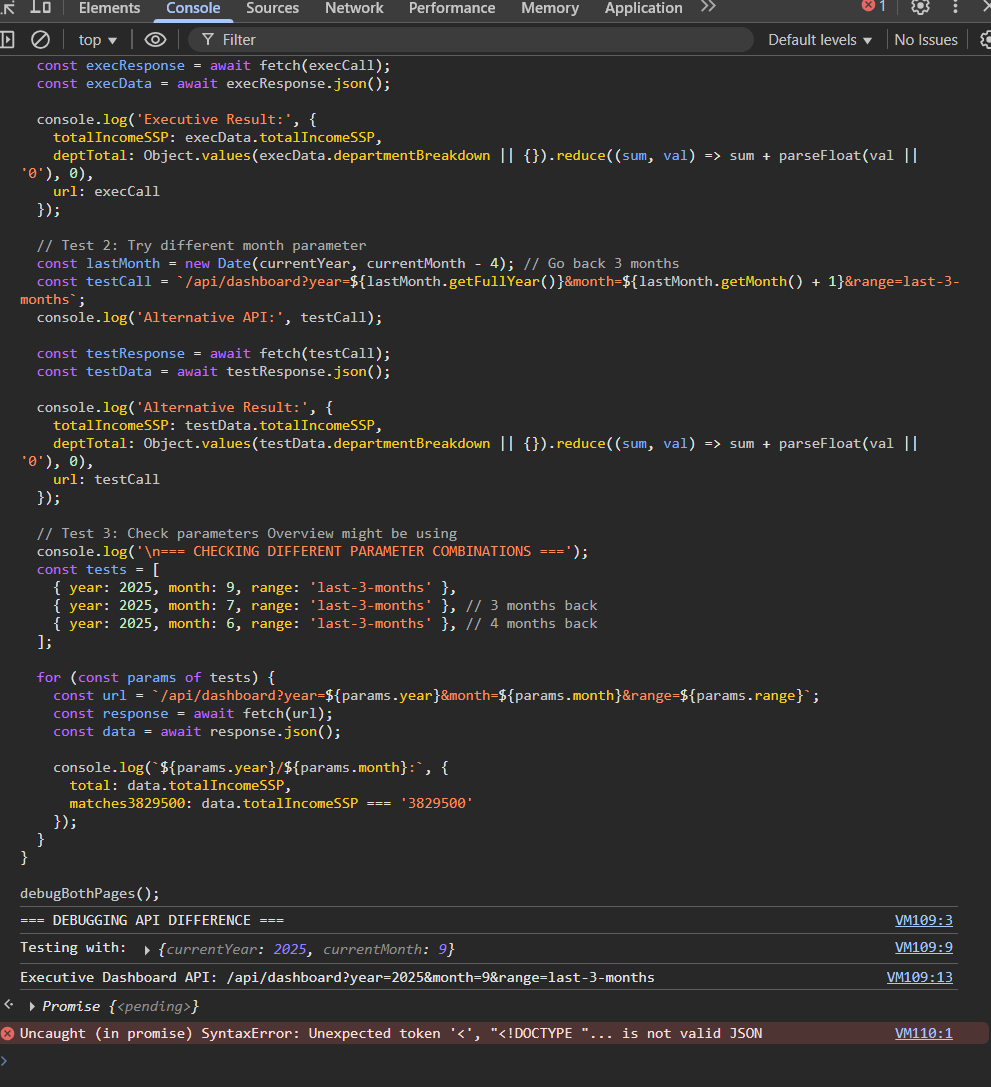 Elements Console Sources Network Performance Memory Application 1
top Filter Default levels No Issues
const execResponse = await fetch(execCall);
const execData = await execResponse.json();
console.log('Executive Result:', {
totalIncomeSSP: execData.totalIncomeSSP,
deptTotal: Object.values(execData.departmentBreakdown || {}).reduce((sum, val) => sum + parseFloat(val ||
'0'), 0),
url: execCall
});
// Test 2: Try different month parameter
const lastMonth = new Date(currentYear, currentMonth - 4); // Go back 3 months
const testCall = `/api/dashboard?year=${lastMonth.getFullYear()}&month=${lastMonth.getMonth() + 1}&range=last-3-
months`;
console.log('Alternative API:', testCall);
const testResponse = await fetch(testCall);
const testData = await testResponse.json();
console.log('Alternative Result:', {
totalIncomeSSP: testData.totalIncomeSSP,
deptTotal: Object.values(testData.departmentBreakdown || {}).reduce((sum, val) => sum + parseFloat(val ||
'0'), 0),
url: testCall
});
// Test 3: Check parameters Overview might be using
console.log('\n=== CHECKING DIFFERENT PARAMETER COMBINATIONS ===');
const tests = [
{ year: 2025, month: 9, range: 'last-3-months' },
{ year: 2025, month: 7, range: 'last-3-months' }, // 3 months back
{ year: 2025, month: 6, range: 'last-3-months' }, // 4 months back
];
for (const params of tests) {
const url = `/api/dashboard?year=${params.year}&month=${params.month}&range=${params.range}`;
const response = await fetch(url);
const data = await response.json();
console.log(`${params.year}/${params.month}:`, {
total: data.totalIncomeSSP,
matches3829500: data.totalIncomeSSP === '3829500'
});
}
}
debugBothPages();
=== DEBUGGING API DIFFERENCE === VM109:3
Testing with: {currentYear: 2025, currentMonth: 9} VM109:9
Executive Dashboard API: /api/dashboard?year=2025&month=9&range=last-3-months VM109:13
Promise {<pending>}
Uncaught (in promise) SyntaxError: Unexpected token '<', "<!DOCTYPE "... is not valid JSON VM110:1